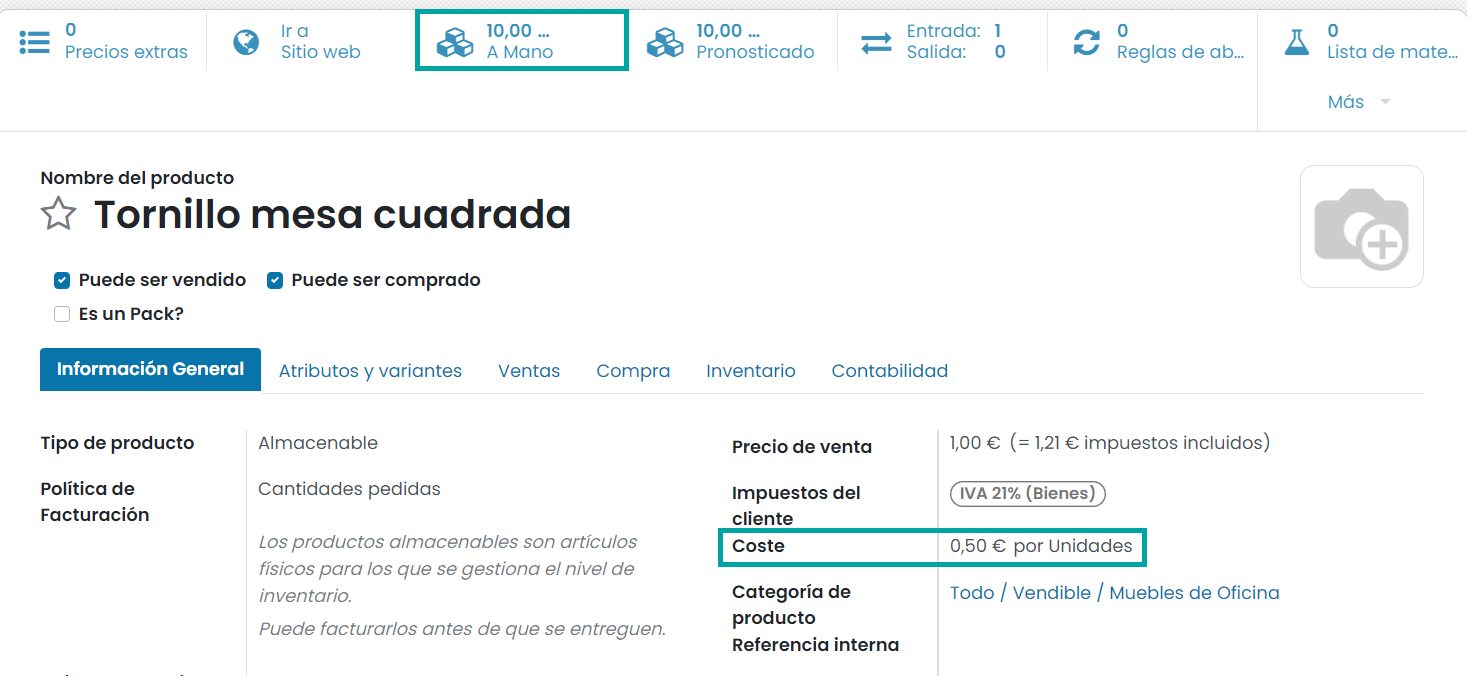 0
Precios extras
Ir a
Sitio web
10,00 ...
A Mano
10,00 ...
Pronosticado
Entrada: 1
Salida: 0
0
Reglas de ab...
0
Lista de mate...
Más
Nombre del producto
Tornillo mesa cuadrada
Puede ser vendido Puede ser comprado
Es un Pack?
Información General Atributos y variantes Ventas Compra Inventario Contabilidad
Tipo de producto Almacenable
Política de
Facturación
Cantidades pedidas
Los productos almacenables son artículos
físicos para los que se gestiona el nivel de
inventario.
Puede facturarlos antes de que se entreguen.
Precio de venta 1,00 € (= 1,21 € impuestos incluidos)
Impuestos del
cliente
IVA 21% (Bienes)
Coste 0,50 € por Unidades
Categoría de
producto
Todo / Vendible / Muebles de Oficina
Referencia interna